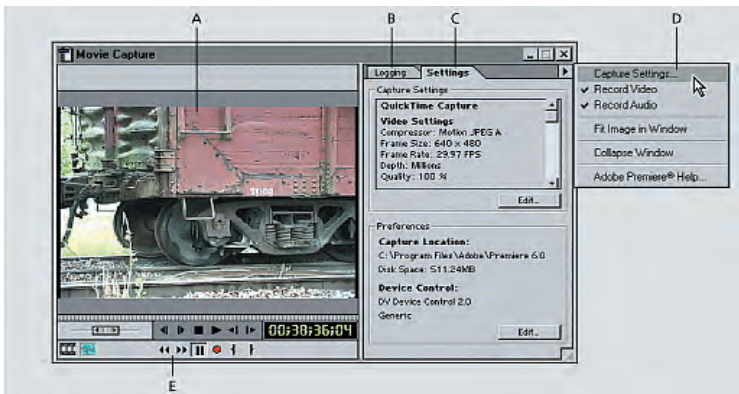 A
B
C
D
Movie Capture
Logging
Settings
Capture Settings
QuickTime Capture
Video Settings
Compressor: Motion JPEG A
Frame Size: 640 x 480
Frame Rate: 29.97 FPS
Depth: Millions
Quality: 100 %
Edit...
Preferences
Capture Location:
C:\Program Files\Adobe\Premiere 6.0
Disk Space: 511.24MB
Device Control:
DV Device Control 2.0
Generic
Edit...
Capture Settings...
Record Video
Record Audio
Fit Image in Window
Collapse Window
Adobe Premiere® Help...
00;38;36;04
E